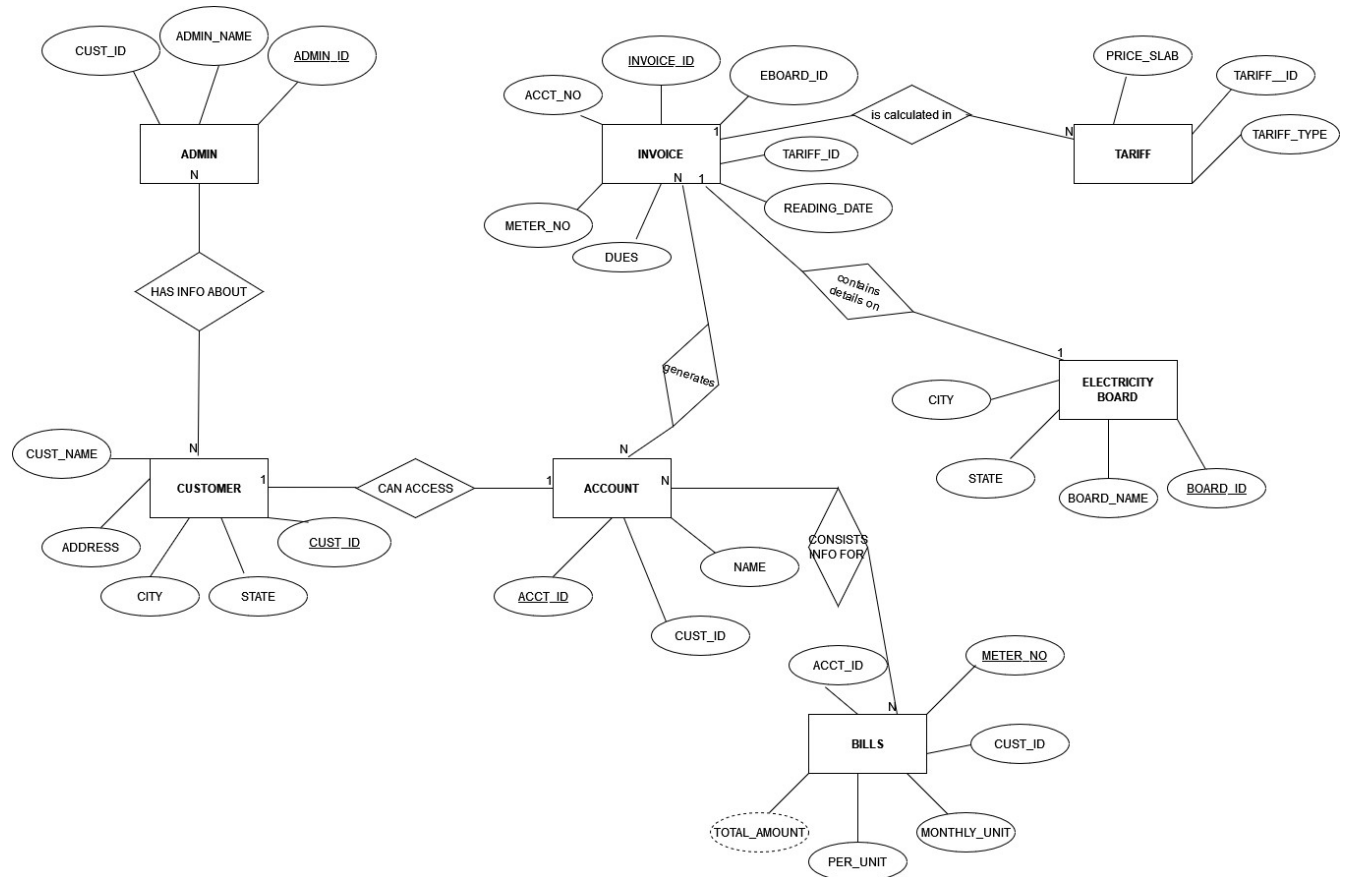 CUST_ID
ADMIN_NAME
ADMIN_ID
ADMIN
N
HAS INFO ABOUT
N
CUST_NAME
CUSTOMER
1
ADDRESS
CITY
STATE
CUST_ID
CAN ACCESS
1
ACCOUNT
N
N
ACCT_ID
CUST_ID
NAME
generates
INVOICE_ID
ACCT_NO
EBOARD_ID
INVOICE
1
N
1
TARIFF_ID
READING_DATE
METER_NO
DUES
is calculated in
N
PRICE_SLAB
TARIFF__ID
TARIFF_TYPE
TARIFF
contains
details on
1
ELECTRICITY
BOARD
CITY
STATE
BOARD_NAME
BOARD_ID
CONSISTS
INFO FOR
N
ACCT_ID
METER_NO
BILLS
CUST_ID
TOTAL_AMOUNT
PER_UNIT
MONTHLY_UNIT